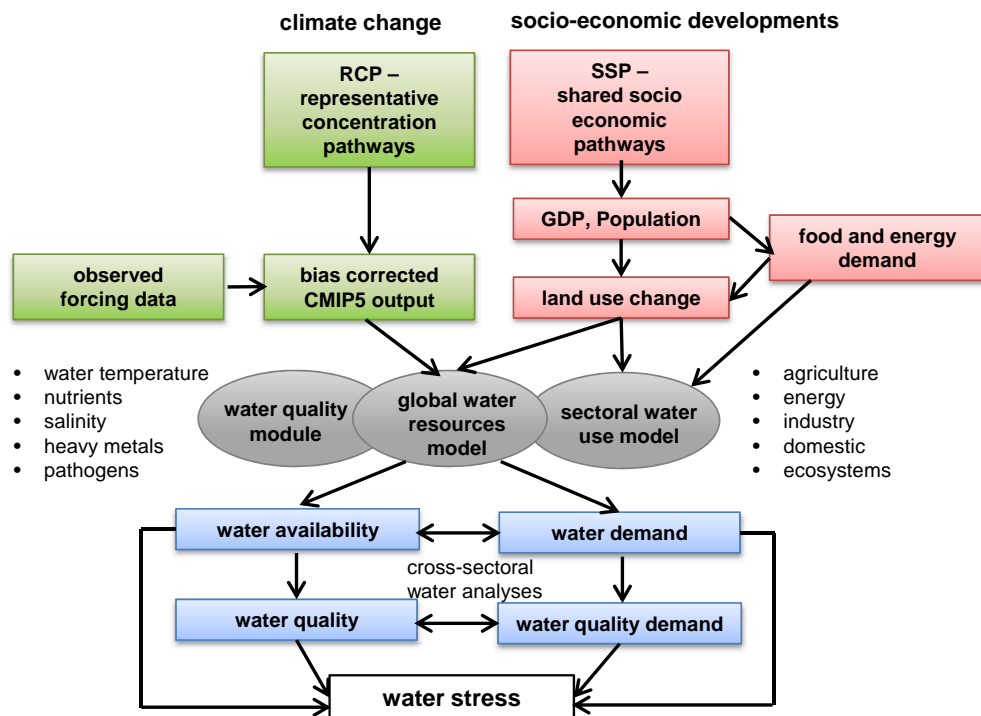 climate change
socio-economic developments
RCP –
representative
concentration
pathways
SSP –
shared socio
economic
pathways
GDP, Population
food and energy
demand
observed
forcing data
bias corrected
CMIP5 output
land use change
• water temperature
• nutrients
• salinity
• heavy metals
• pathogens
water quality
module
global water
resources
model
sectoral water
use model
• agriculture
• energy
• industry
• domestic
• ecosystems
water availability
water demand
cross-sectoral
water analyses
water quality
water quality demand
water stress